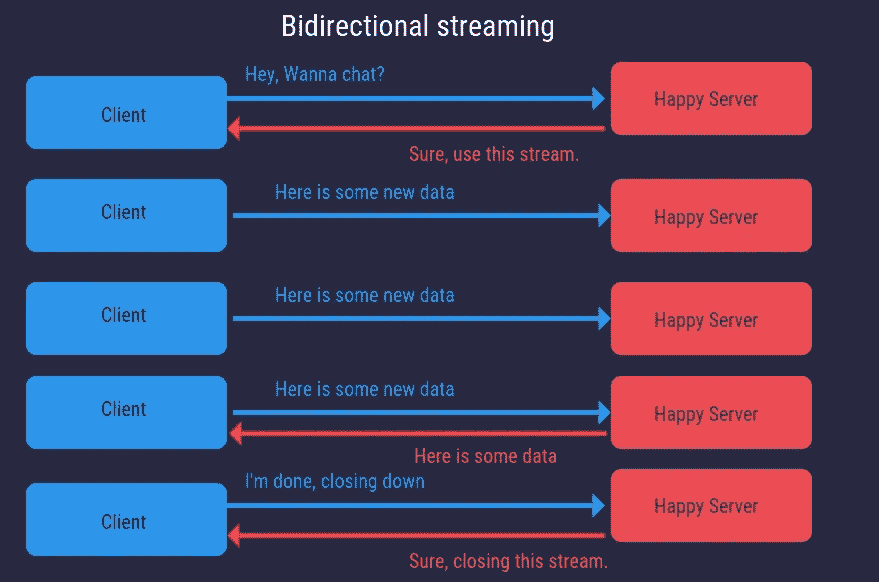 Bidirectional streaming
Hey, Wanna chat?
Client
Happy Server
Sure, use this stream.
Here is some new data
Client
Happy Server
Here is some new data
Client
Happy Server
Here is some new data
Client
Happy Server
Here is some data
I'm done, closing down
Client
Happy Server
Sure, closing this stream.